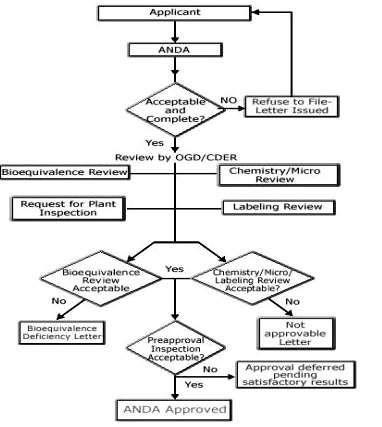 Applicant
ANDA
Acceptable
and
Complete?
NO
Refuse to File-
Letter Issued
Yes
Review by OGD/CDER
Bioequivalence Review
Chemistry/Micro
Review
Request for Plant
Inspection
Labeling Review
Bioequivalence
Review
Acceptable
Yes
Chemistry/Micro/
Labeling Review
Acceptable?
No
No
Bioequivalence
Deficiency Letter
Not
approvable
Letter
Preapproval
Inspection
Acceptable?
No
Approval deferred
pending
satisfactory results
Yes
ANDA Approved